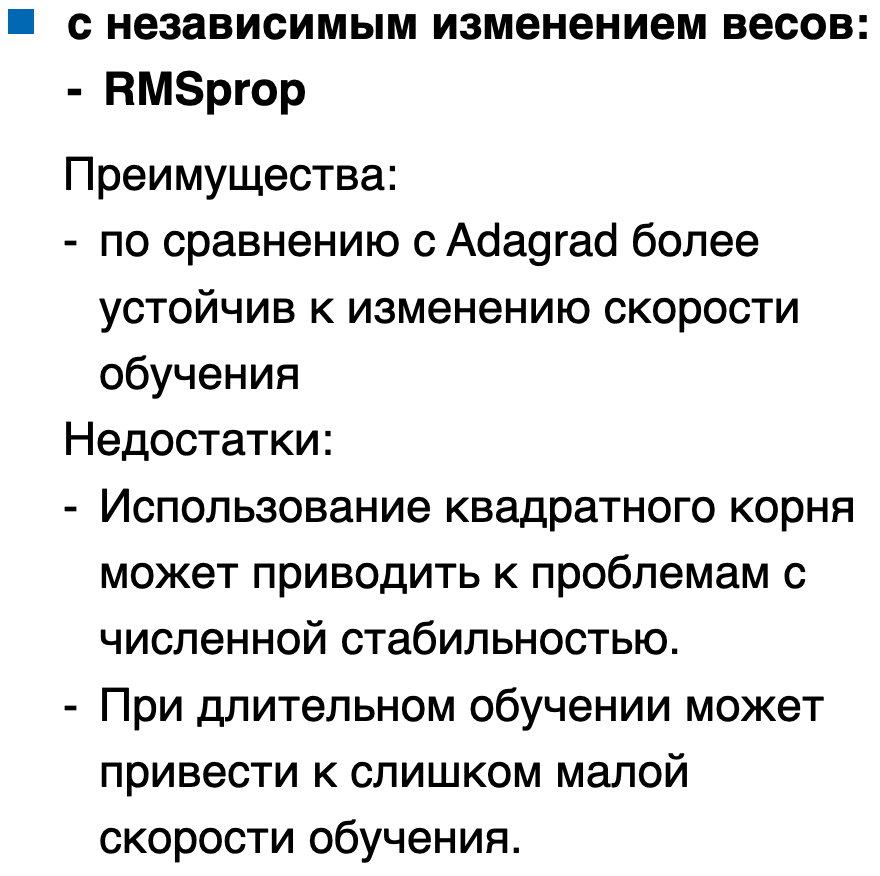 с независимым изменением весов:
- RMSprop
Преимущества:
- по сравнению с Adagrad более
устойчив к изменению скорости
обучения
Недостатки:
- Использование квадратного корня
может приводить к проблемам с
численной стабильностью.
- При длительном обучении может
привести к слишком малой
скорости обучения.